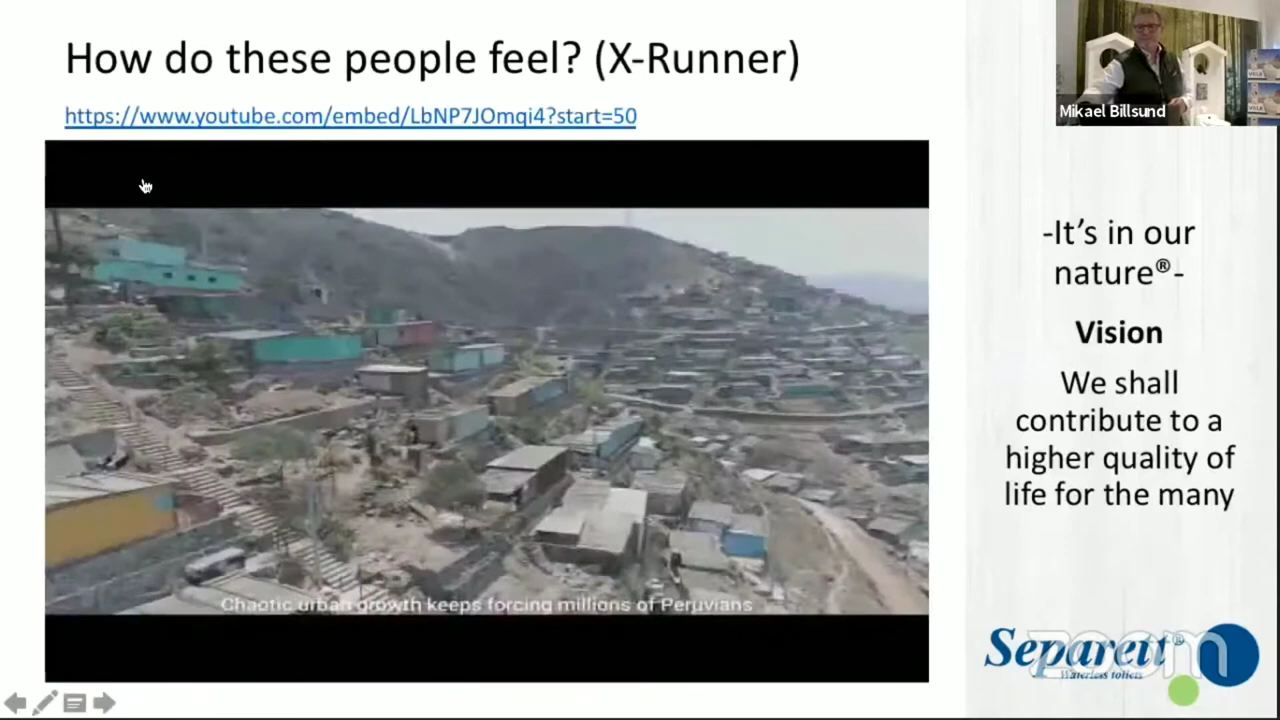 How do these people feel? (X-Runner)
https://www.youtube.com/embed/LbNP7JOmqi4?start=50
Mikael Billsund
-It's in our
nature®-
Vision
We shall
contribute to a
higher quality of
life for the many
Chaotic urban growth keeps forcing millions of Peruvians
Separett®
Waterless toilets
zoom